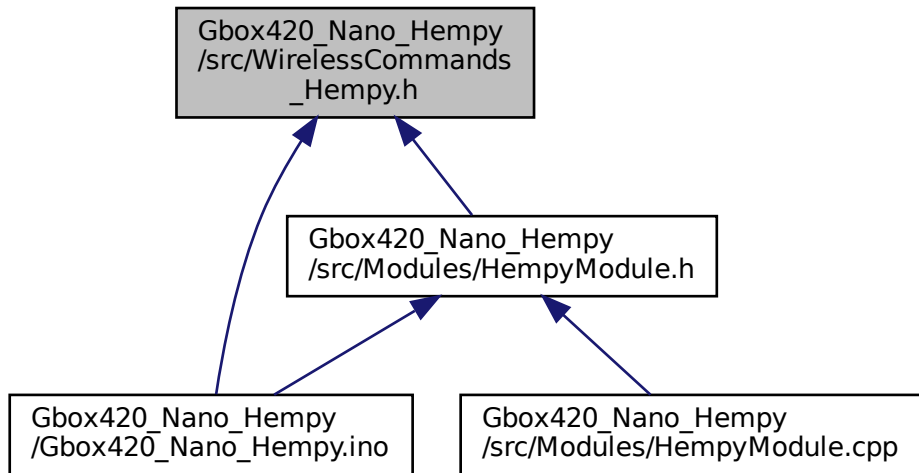 Gbox420_Nano_Hempy
/src/WirelessCommands
_Hempy.h
Gbox420_Nano_Hempy
/src/Modules/HempyModule.h
Gbox420_Nano_Hempy
/Gbox420_Nano_Hempy.ino
Gbox420_Nano_Hempy
/src/Modules/HempyModule.cpp